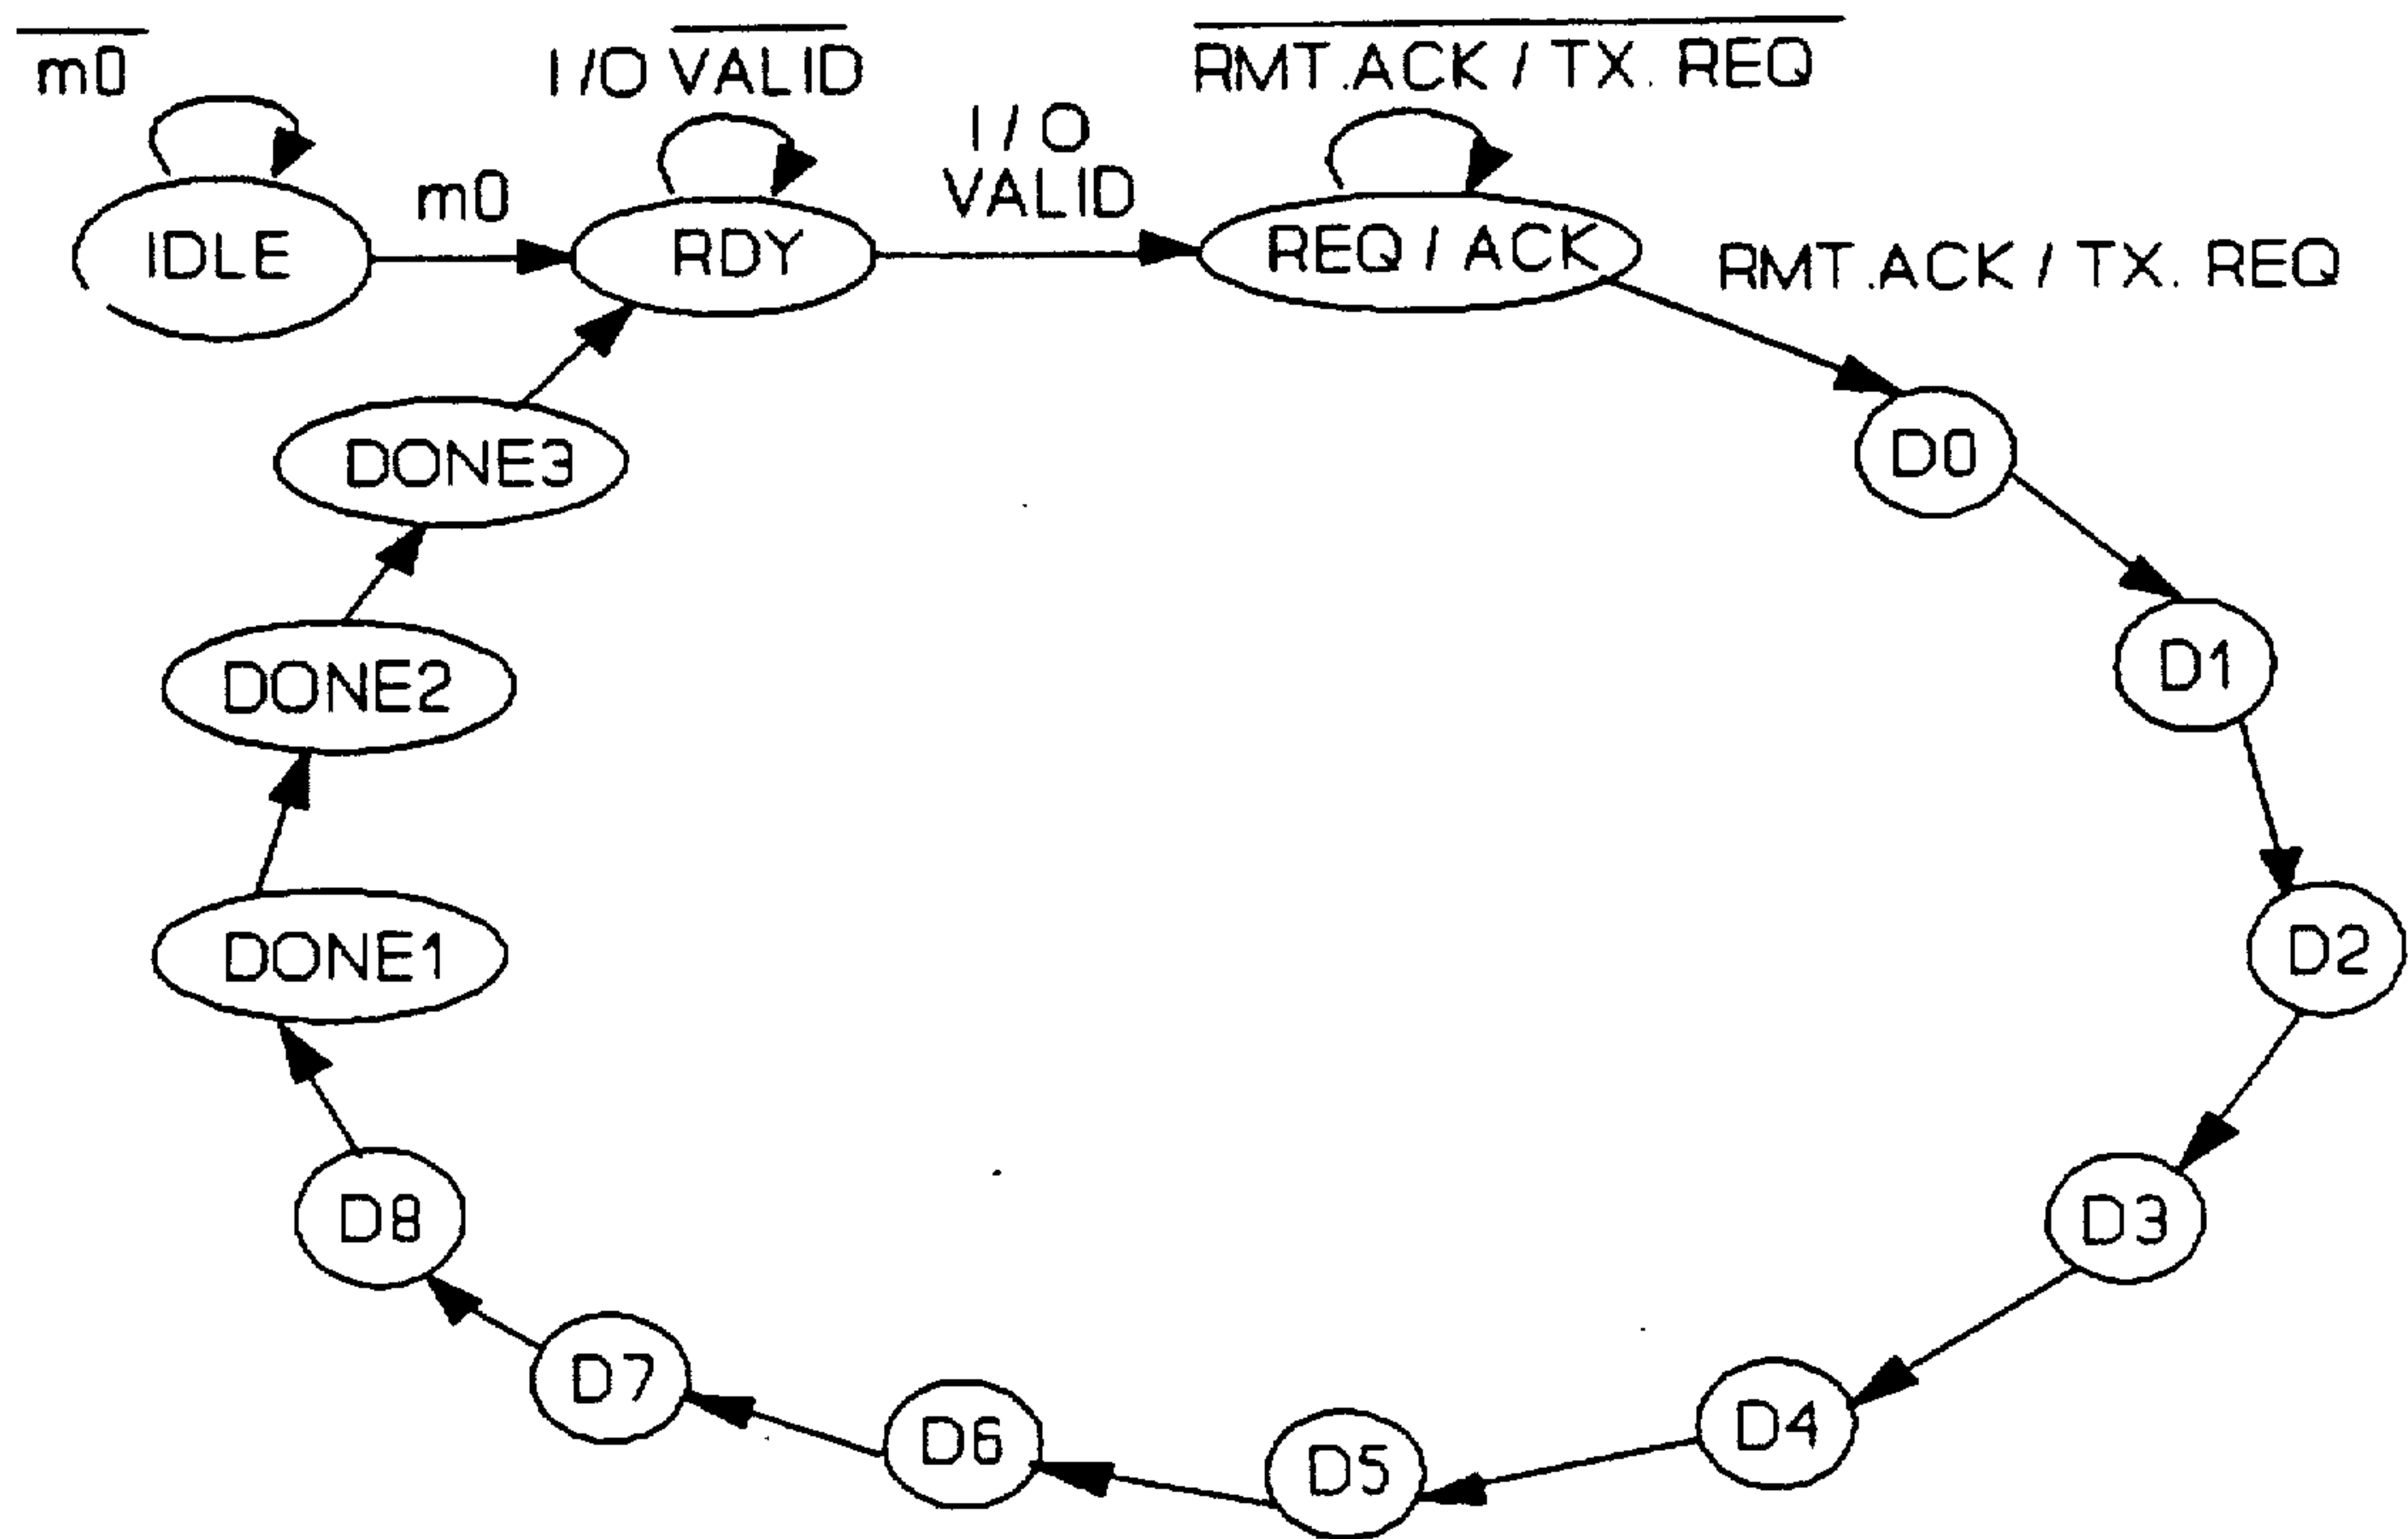 m0
I/O VALID
RMT.ACK / TX. REQ
I/O
VALID
m0
IDLE
RDY
REQ / ACK
RMT.ACK / TX. REQ
D0
DONE3
D1
DONE2
D2
DONE1
D3
D8
D7
D4
D6
D5